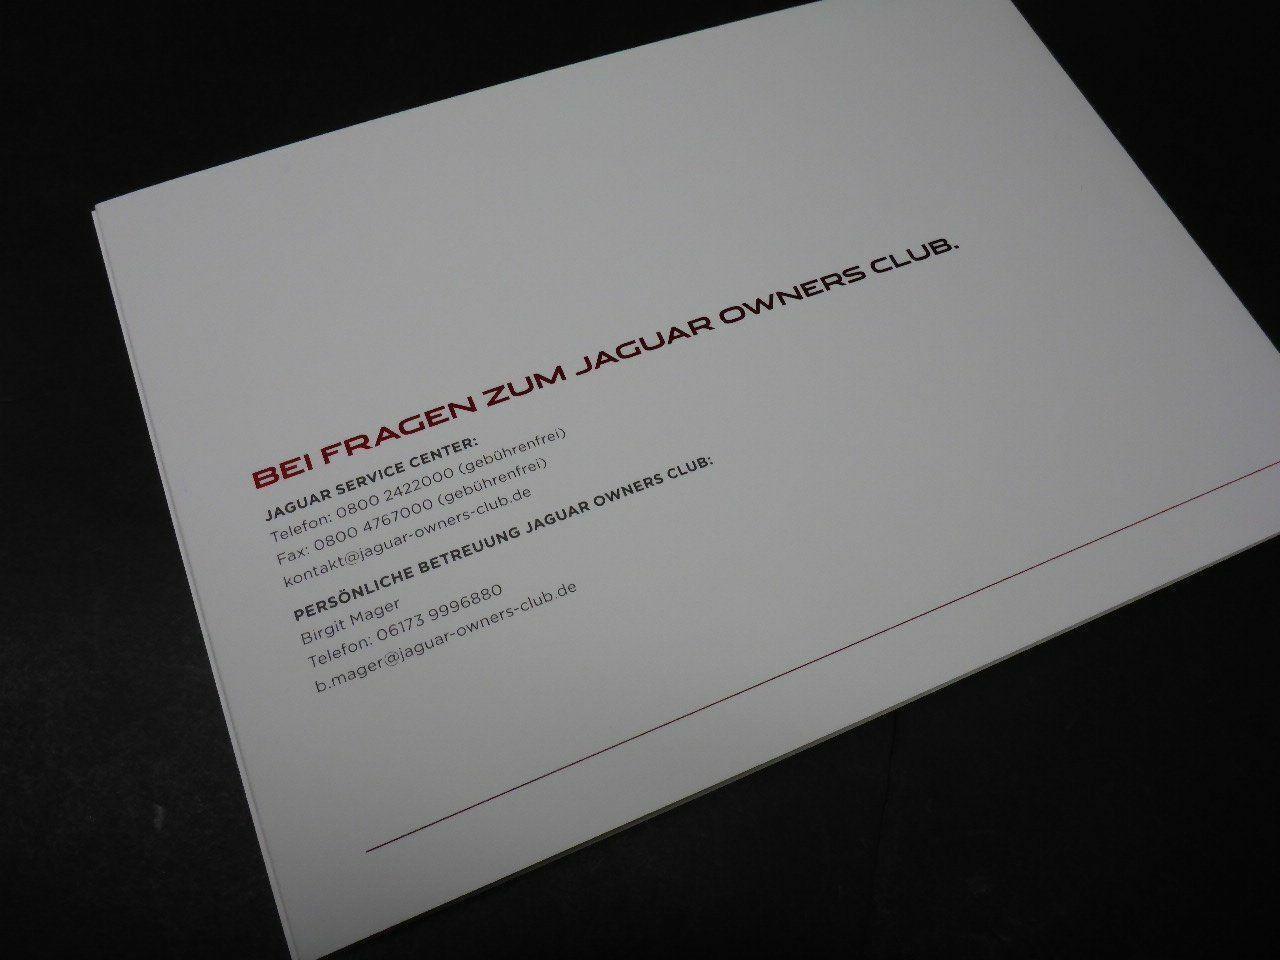 BEI FRAGEN ZUM JAGUAR OWNERS CLUB.
JAGUAR SERVICE CENTER:
Telefon: 0800 2422000 (gebührenfrei)
Fax: 0800 4767000 (gebührenfrei)
kontakt@jaguar-owners-club.de
PERSÖNLICHE BETREUUNG JAGUAR OWNERS CLUB:
Birgit Mager
Telefon: 06173 9996880
b.mager@jaguar-owners-club.de